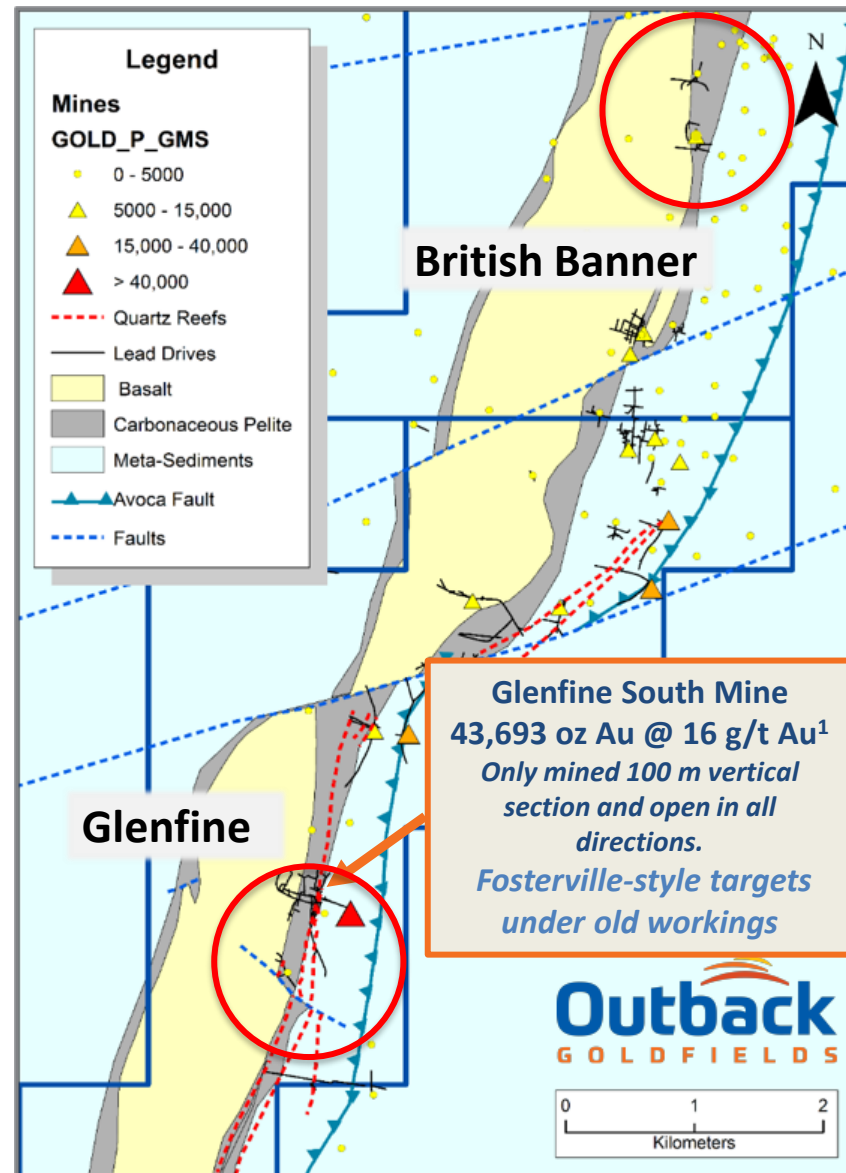 Legend
Mines
GOLD_P_GMS
0 - 5000
5000 - 15,000
15,000 - 40,000
> 40,000
Quartz Reefs
Lead Drives
Basalt
Carbonaceous Pelite
Meta-Sediments
Avoca Fault
Faults
N
British Banner
Glenfine South Mine
43,693 oz Au @ 16 g/t Au¹
Only mined 100 m vertical
section and open in all
directions.
Fosterville-style targets
under old workings
Glenfine
Outback
GOLDFIELDS
0 1 2
Kilometers